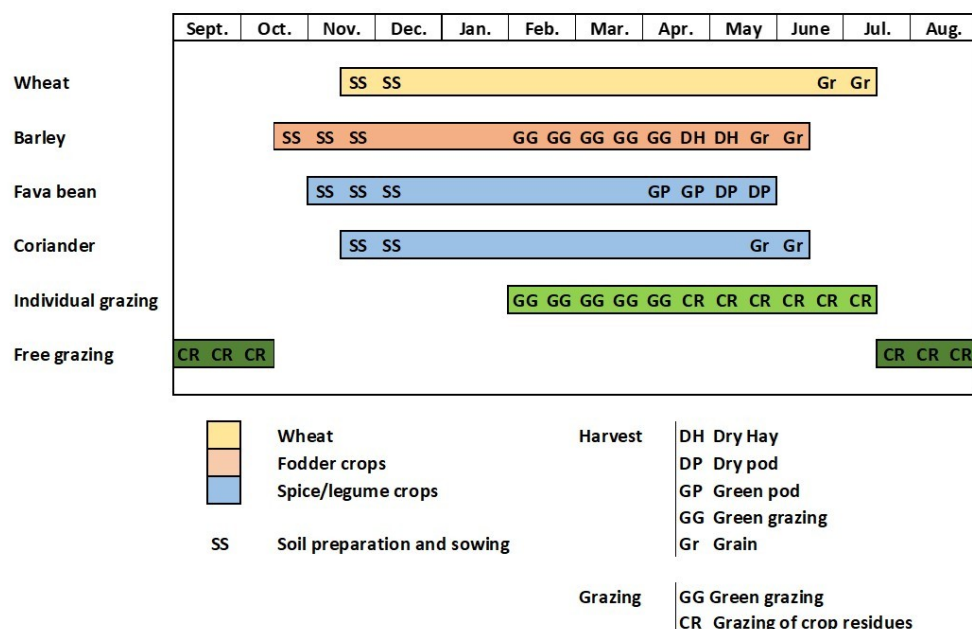 Sept. Oct. Nov. Dec. Jan. Feb. Mar. Apr. May June Jul. Aug.
Wheat SS SS Gr Gr
Barley SS SS SS GG GG GG GG GG DH DH Gr Gr
Fava bean SS SS SS GP GP DP DP
Coriander SS SS Gr Gr
Individual grazing GG GG GG GG GG CR CR CR CR CR CR
Free grazing CR CR CR CR CR CR
Wheat Harvest DH Dry Hay
Fodder crops DP Dry pod
Spice/legume crops GP Green pod
GG Green grazing
SS Soil preparation and sowing Gr Grain
Grazing GG Green grazing
CR Grazing of crop residues